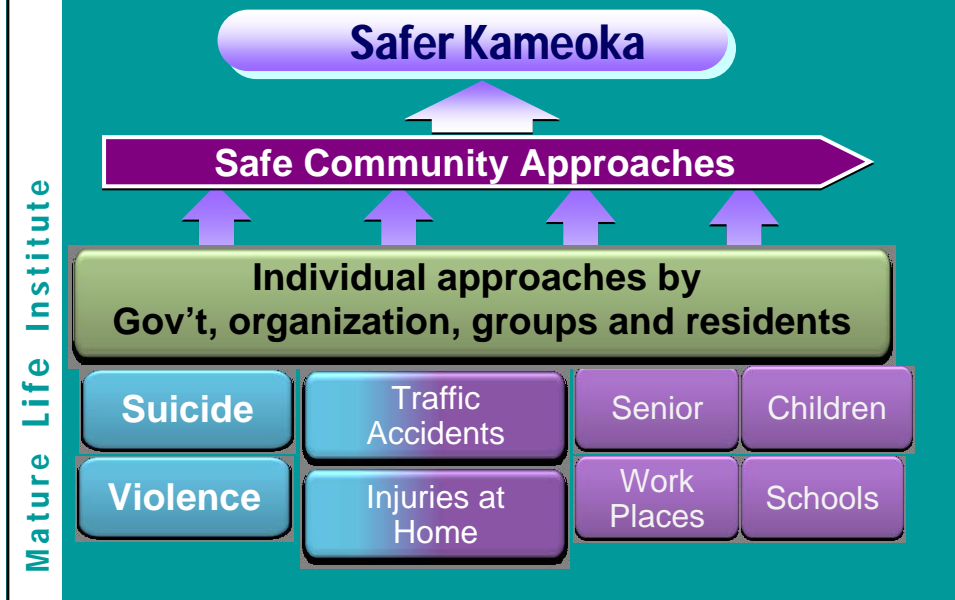 Safer Kameoka
Safe Community Approaches
Individual approaches by
Gov't, organization, groups and residents
Suicide
Traffic
Accidents
Senior
Children
Violence
Injuries at
Home
Work
Places
Schools
Mature Life Institute